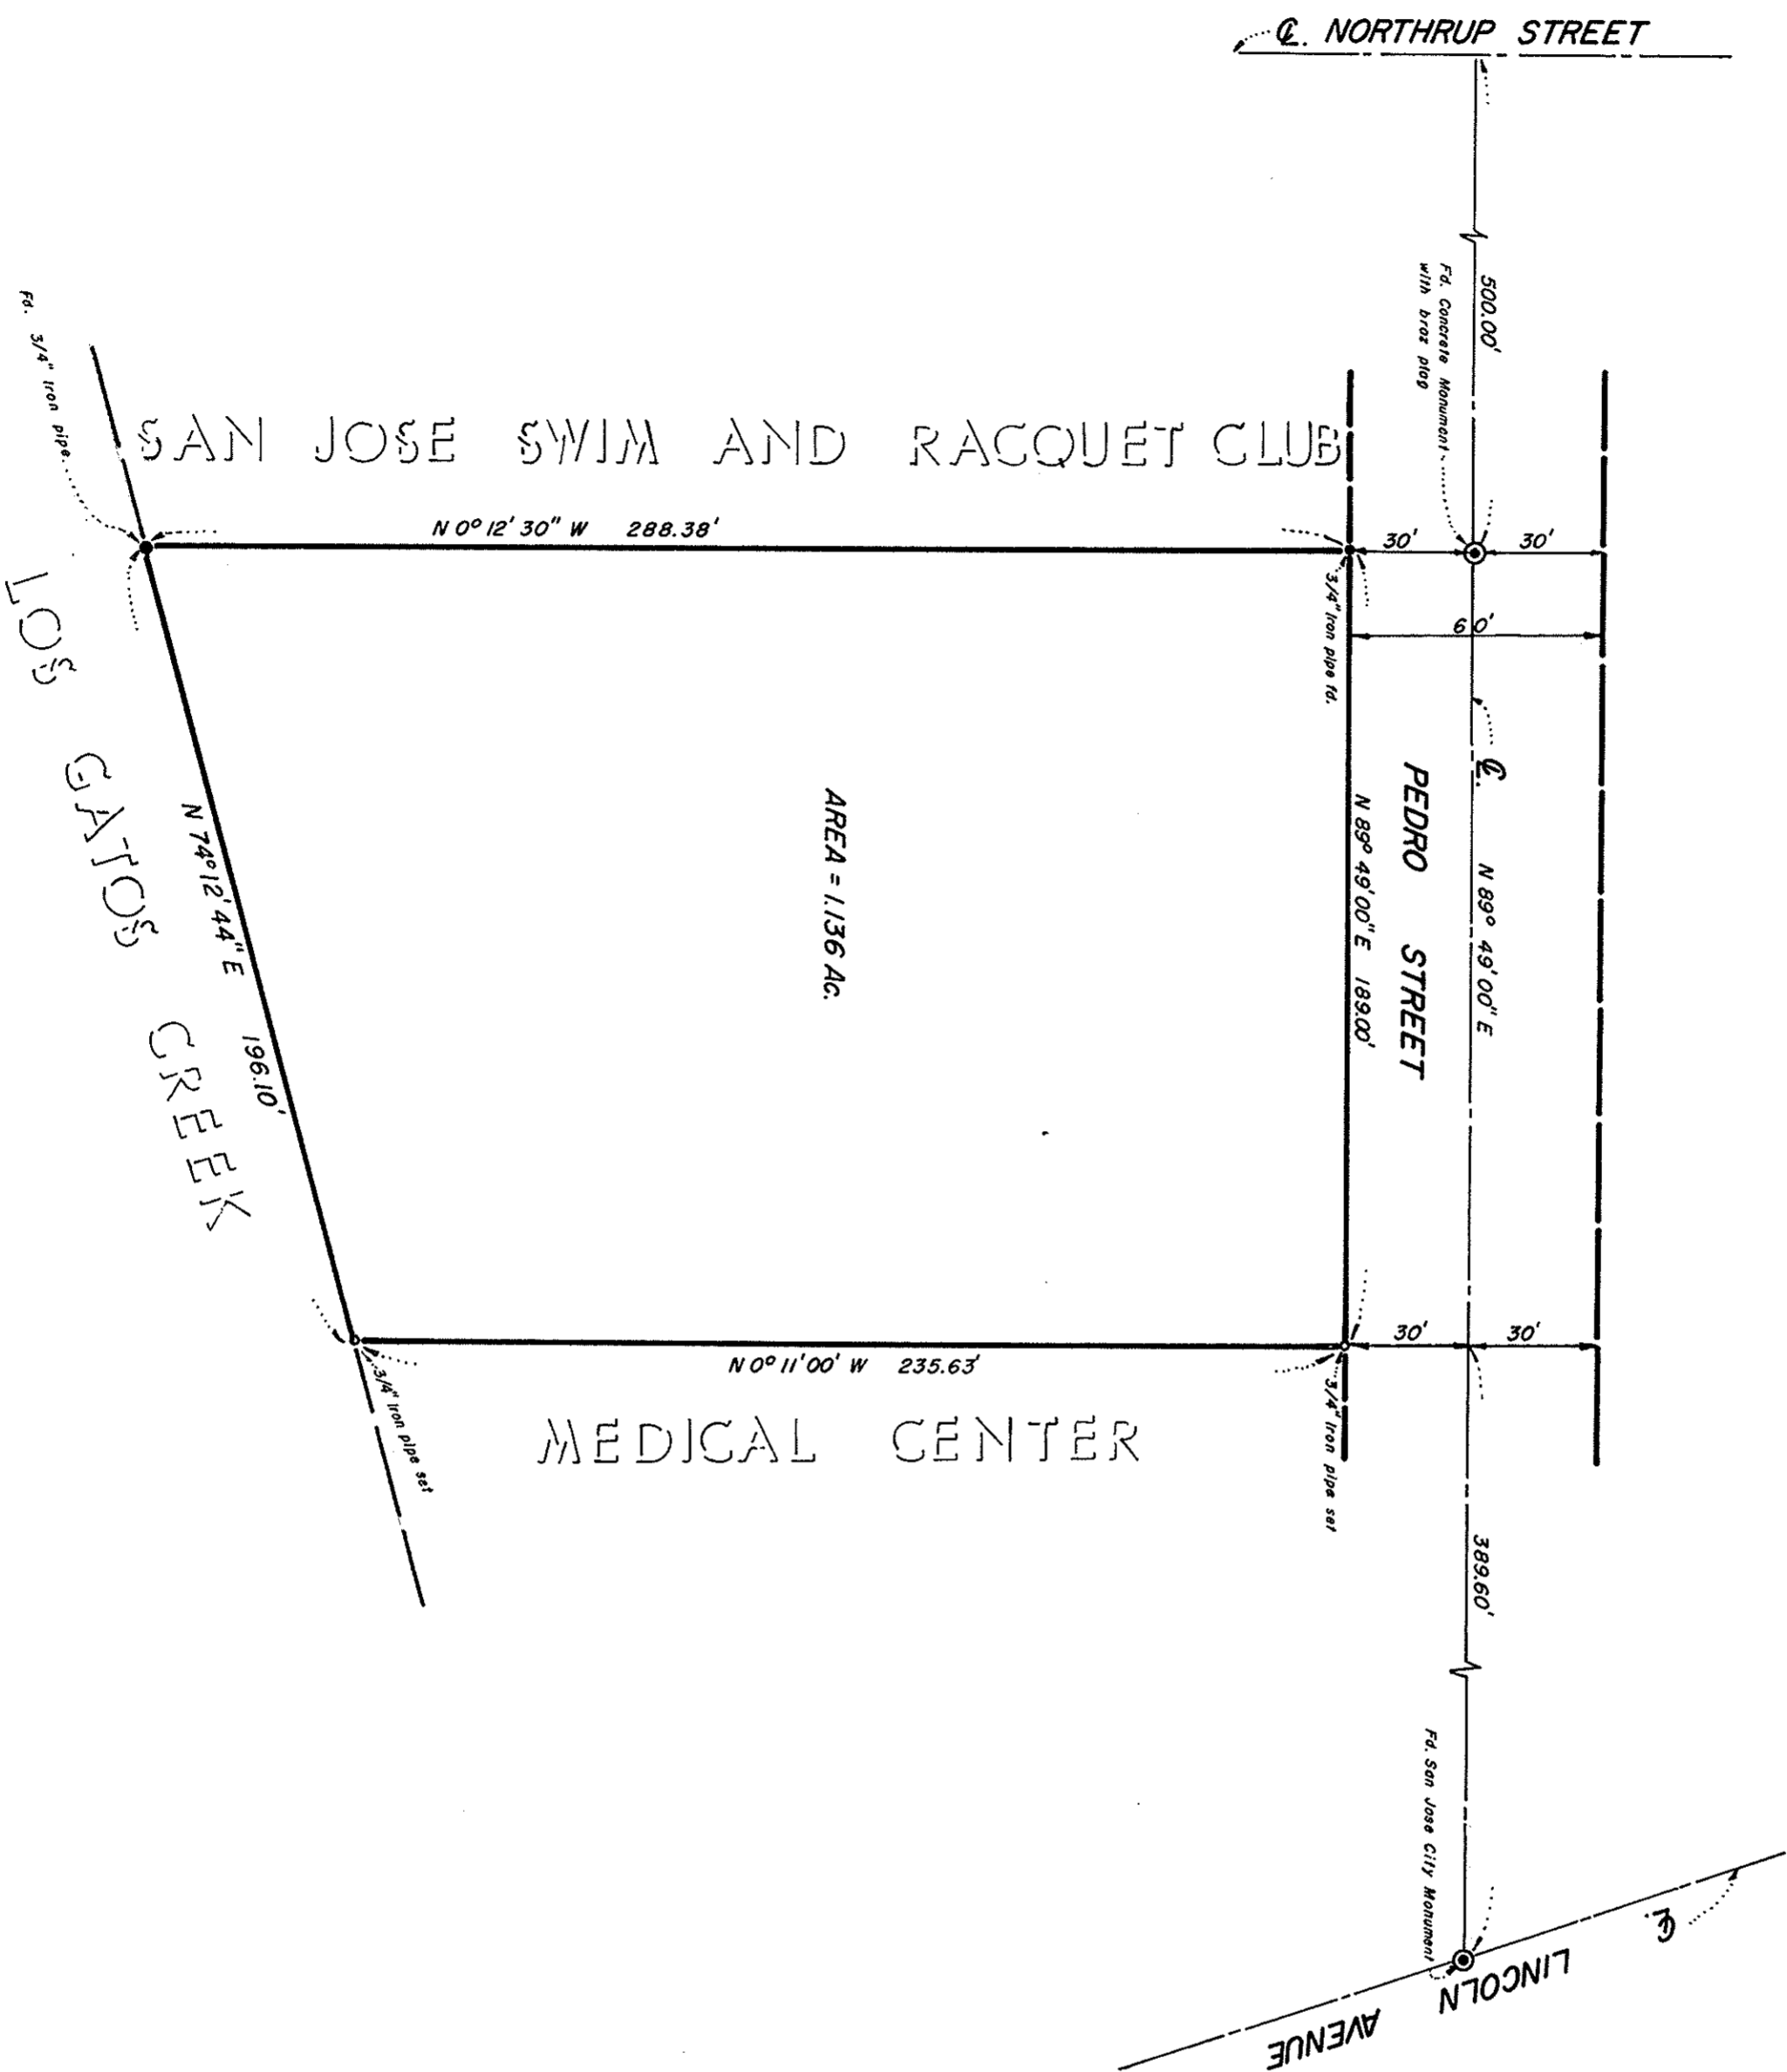 ℄. NORTHRUP STREET
500.00'
Fd. Concrete Monument
with braz plag
SAN JOSE SWIM AND RACQUET CLUB
Fd. 3/4" Iron pipe
N 0° 12' 30" W 288.38'
30'
30'
3/4" Iron pipe fd.
60'
℄.
N 89° 49' 00" E
PEDRO STREET
N 89° 49' 00" E 189.00'
AREA = 1.136 Ac.
N 74° 12' 44" E 196.10'
LOS GATOS CREEK
30'
30'
N 0° 11' 00' W 235.63'
3/4" Iron pipe set
3/4" Iron pipe set
MEDICAL CENTER
389.60'
Fd. San Jose City Monument
℄.
LINCOLN AVENUE